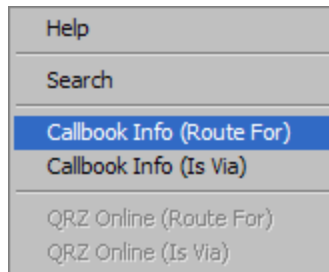 Help
Search
Callbook Info (Route For)
Callbook Info (Is Via)
QRZ Online (Route For)
QRZ Online (Is Via)